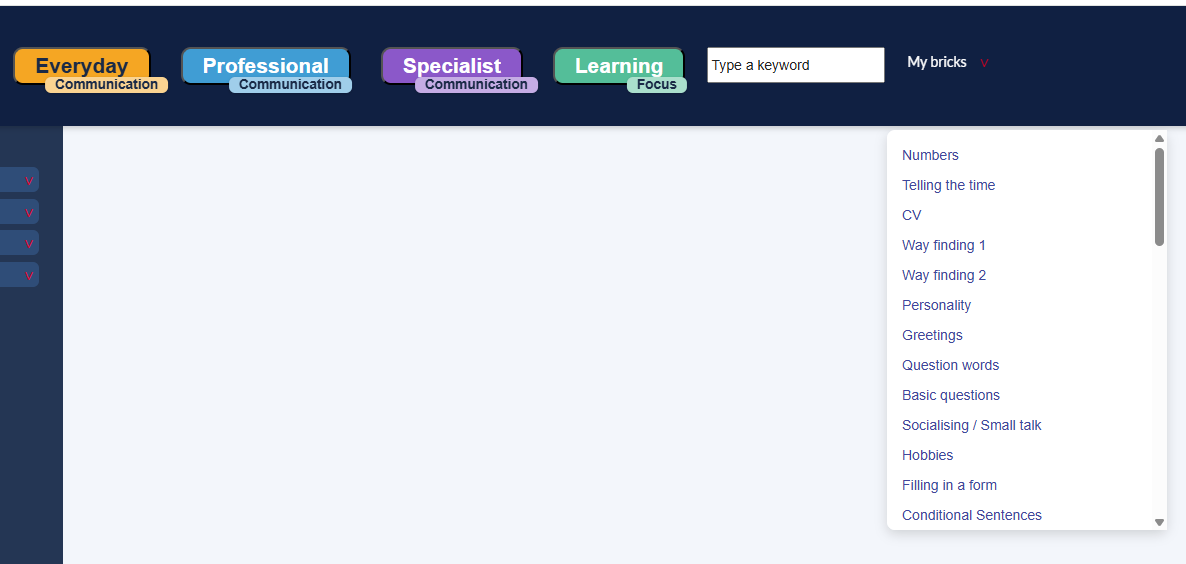 Everyday
Communication
Professional
Communication
Specialist
Communication
Learning
Focus
Type a keyword
My bricks v
v
v
v
v
Numbers
Telling the time
CV
Way finding 1
Way finding 2
Personality
Greetings
Question words
Basic questions
Socialising / Small talk
Hobbies
Filling in a form
Conditional Sentences